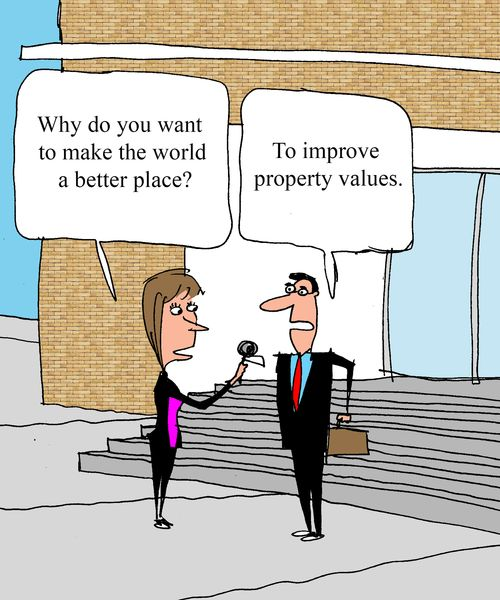 Why do you want
to make the world
a better place?
To improve
property values.